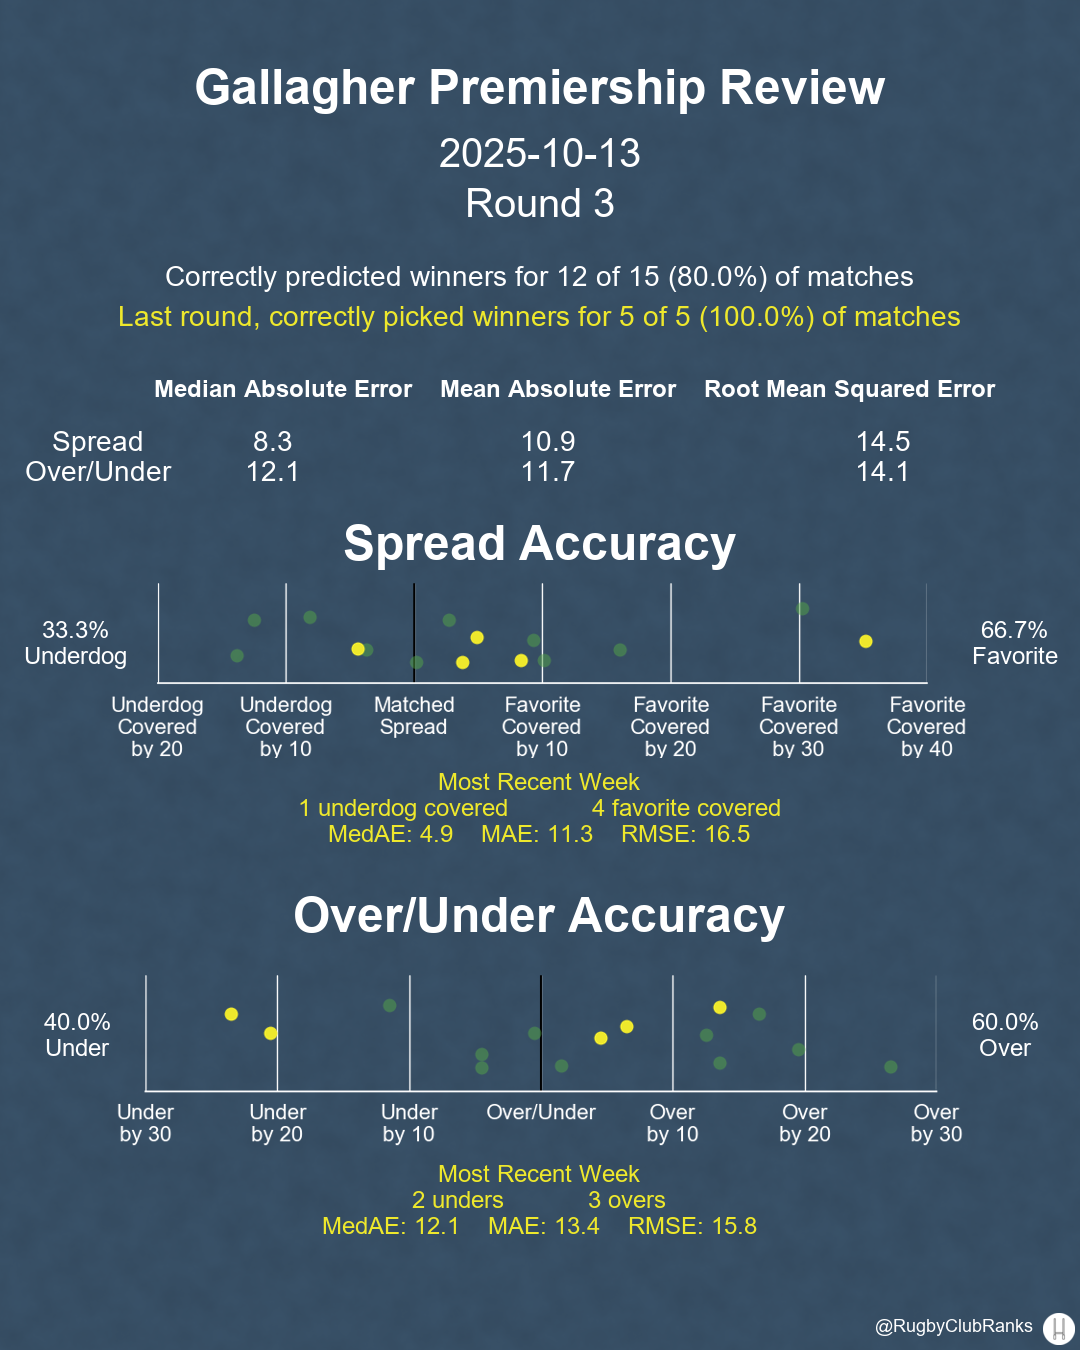 Gallagher Premiership Review
2025-10-13
Round 3
Correctly predicted winners for 12 of 15 (80.0%) of matches
Last round, correctly picked winners for 5 of 5 (100.0%) of matches
Median Absolute Error Mean Absolute Error Root Mean Squared Error
Spread 8.3 10.9 14.5
Over/Under 12.1 11.7 14.1
Spread Accuracy
33.3%
Underdog
66.7%
Favorite
Underdog Covered by 20
Underdog Covered by 10
Matched Spread
Favorite Covered by 10
Favorite Covered by 20
Favorite Covered by 30
Favorite Covered by 40
Most Recent Week
1 underdog covered 4 favorite covered
MedAE: 4.9 MAE: 11.3 RMSE: 16.5
Over/Under Accuracy
40.0%
Under
60.0%
Over
Under by 30
Under by 20
Under by 10
Over/Under
Over by 10
Over by 20
Over by 30
Most Recent Week
2 unders 3 overs
MedAE: 12.1 MAE: 13.4 RMSE: 15.8
@RugbyClubRanks